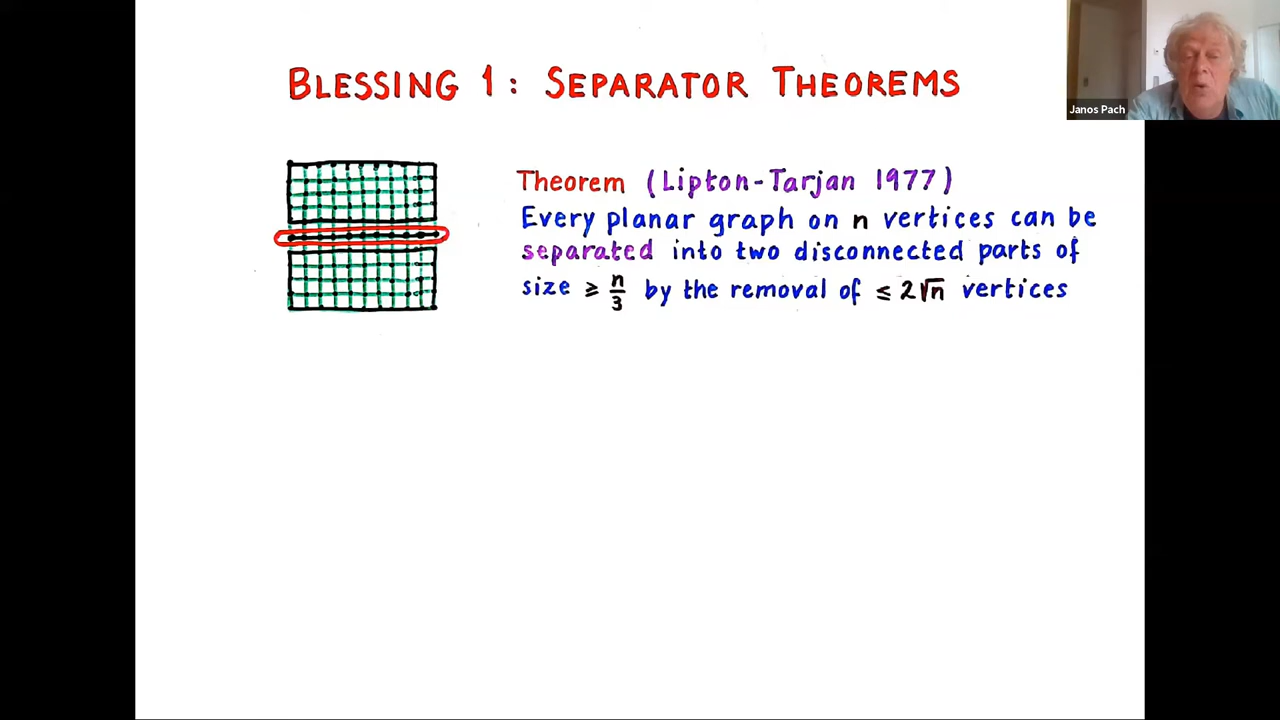 BLESSING 1: SEPARATOR THEOREMS
Janos Pach
Theorem (Lipton-Tarjan 1977)
Every planar graph on n vertices can be
separated into two disconnected parts of
size ≥ n/3 by the removal of ≤ 2√n vertices